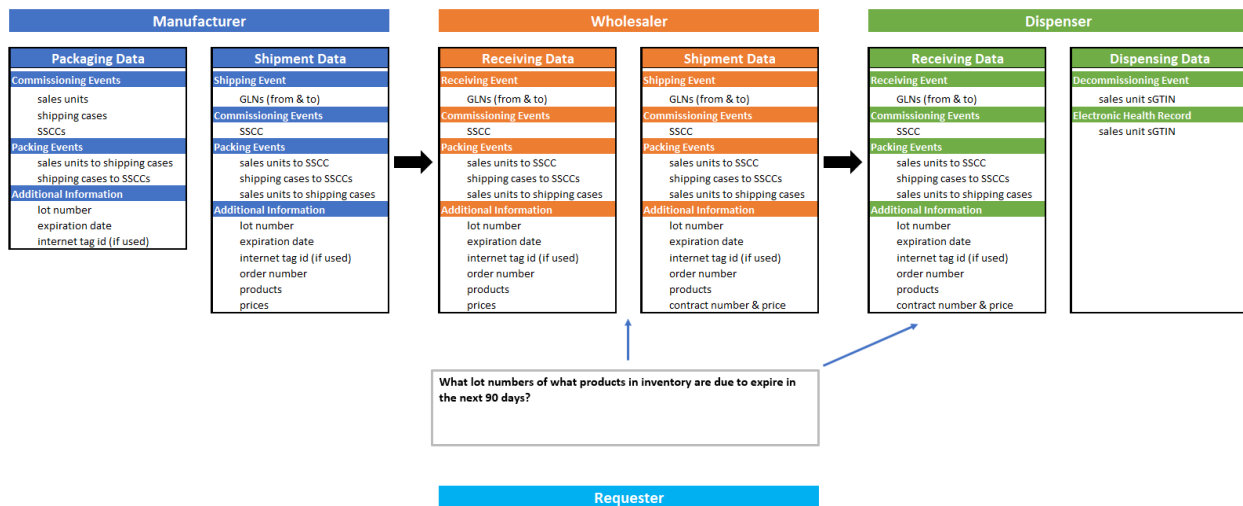 Manufacturer
Packaging Data
Commissioning Events
sales units
shipping cases
SSCCs
Packing Events
sales units to shipping cases
shipping cases to SSCCs
Additional Information
lot number
expiration date
internet tag id (if used)
Shipment Data
Shipping Event
GLNs (from & to)
Commissioning Events
SSCC
Packing Events
sales units to SSCC
shipping cases to SSCCs
sales units to shipping cases
Additional Information
lot number
expiration date
internet tag id (if used)
order number
products
prices
Wholesaler
Receiving Data
Receiving Event
GLNs (from & to)
Commissioning Events
SSCC
Packing Events
sales units to SSCC
shipping cases to SSCCs
sales units to shipping cases
Additional Information
lot number
expiration date
internet tag id (if used)
order number
products
prices
Shipment Data
Shipping Event
GLNs (from & to)
Commissioning Events
SSCC
Packing Events
sales units to SSCC
shipping cases to SSCCs
sales units to shipping cases
Additional Information
lot number
expiration date
internet tag id (if used)
order number
products
contract number & price
Dispenser
Receiving Data
Receiving Event
GLNs (from & to)
Commissioning Events
SSCC
Packing Events
sales units to SSCC
shipping cases to SSCCs
sales units to shipping cases
Additional Information
lot number
expiration date
internet tag id (if used)
order number
products
contract number & price
Dispensing Data
Decommissioning Event
sales unit sGTIN
Electronic Health Record
sales unit sGTIN
What lot numbers of what products in inventory are due to expire in
the next 90 days?
Requester